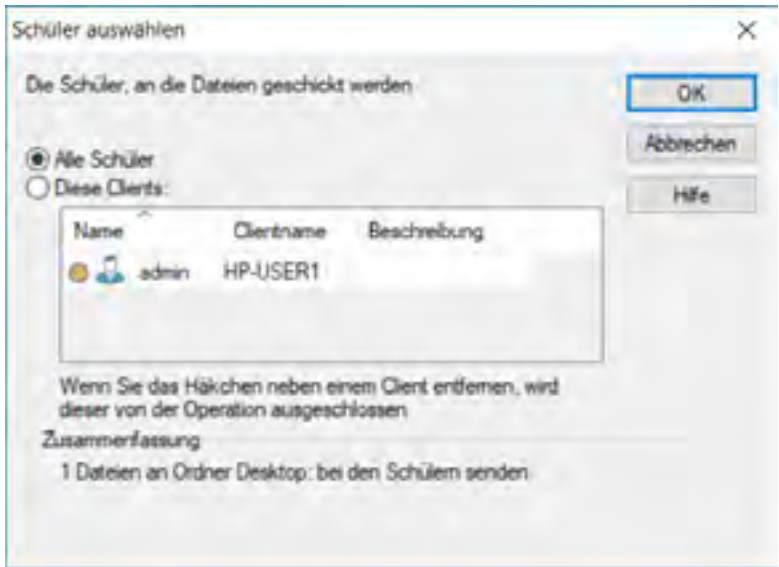 Schüler auswählen
Die Schüler, an die Dateien geschickt werden
OK
Abbrechen
Hilfe
Alle Schüler
Diese Clients:
Name Clientname Beschreibung
admin HP-USER1
Wenn Sie das Häkchen neben einem Client entfernen, wird
dieser von der Operation ausgeschlossen
Zusammenfassung
1 Dateien an Ordner Desktop: bei den Schülern senden